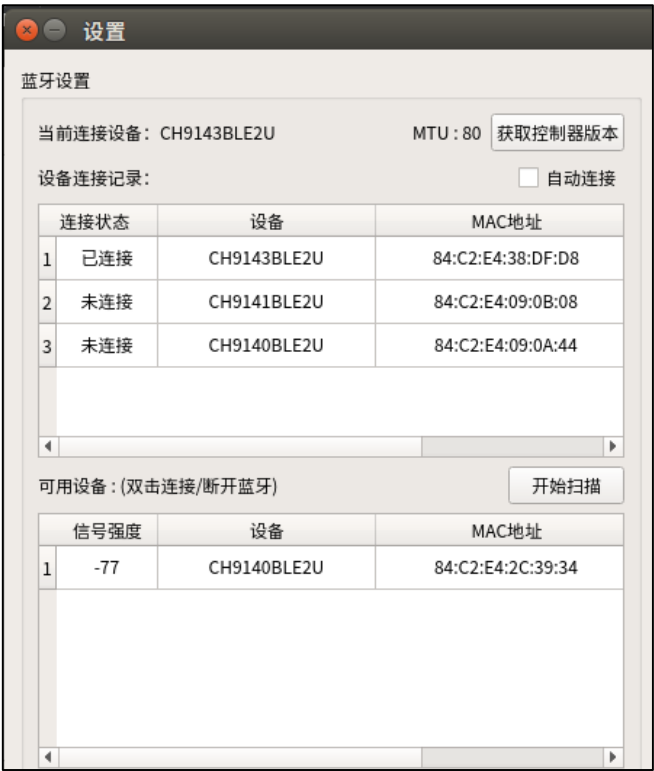 设置
蓝牙设置
当前连接设备：CH9143BLE2U MTU : 80 获取控制器版本
设备连接记录： 自动连接
连接状态 设备 MAC地址
1 已连接 CH9143BLE2U 84:C2:E4:38:DF:D8
2 未连接 CH9141BLE2U 84:C2:E4:09:0B:08
3 未连接 CH9140BLE2U 84:C2:E4:09:0A:44
可用设备 : (双击连接/断开蓝牙) 开始扫描
信号强度 设备 MAC地址
1 -77 CH9140BLE2U 84:C2:E4:2C:39:34